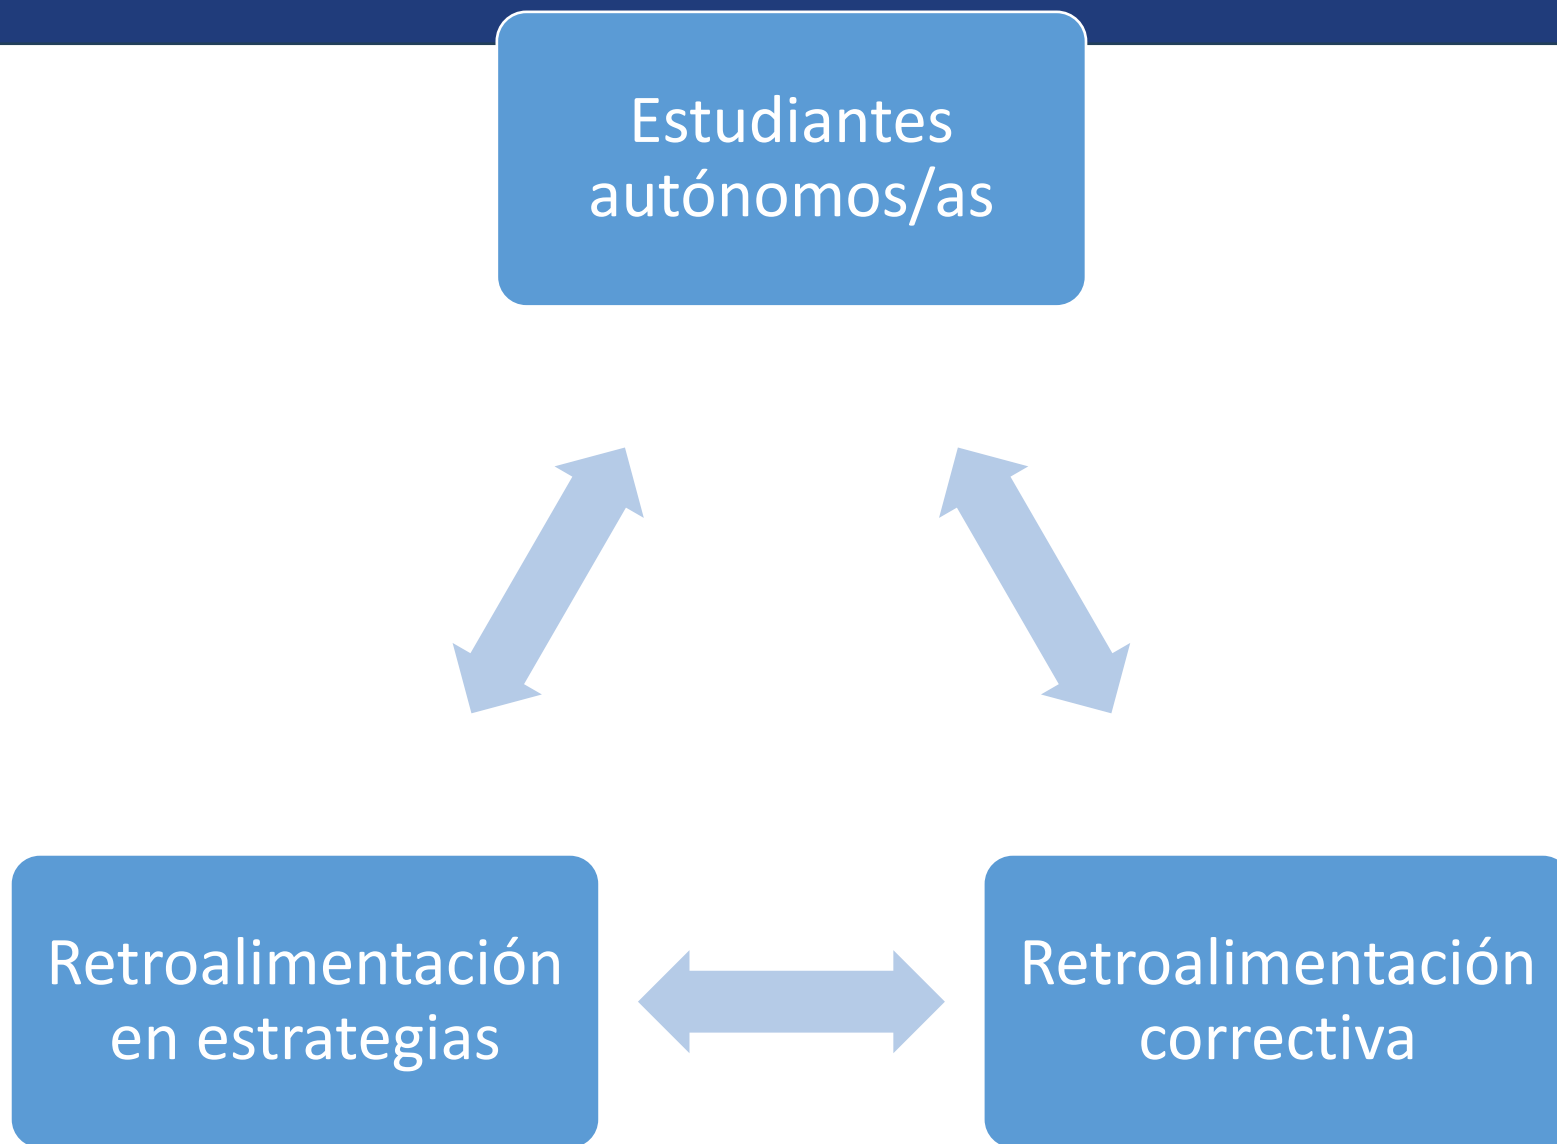 Estudiantes
autónomos/as
Retroalimentación
en estrategias
Retroalimentación
correctiva